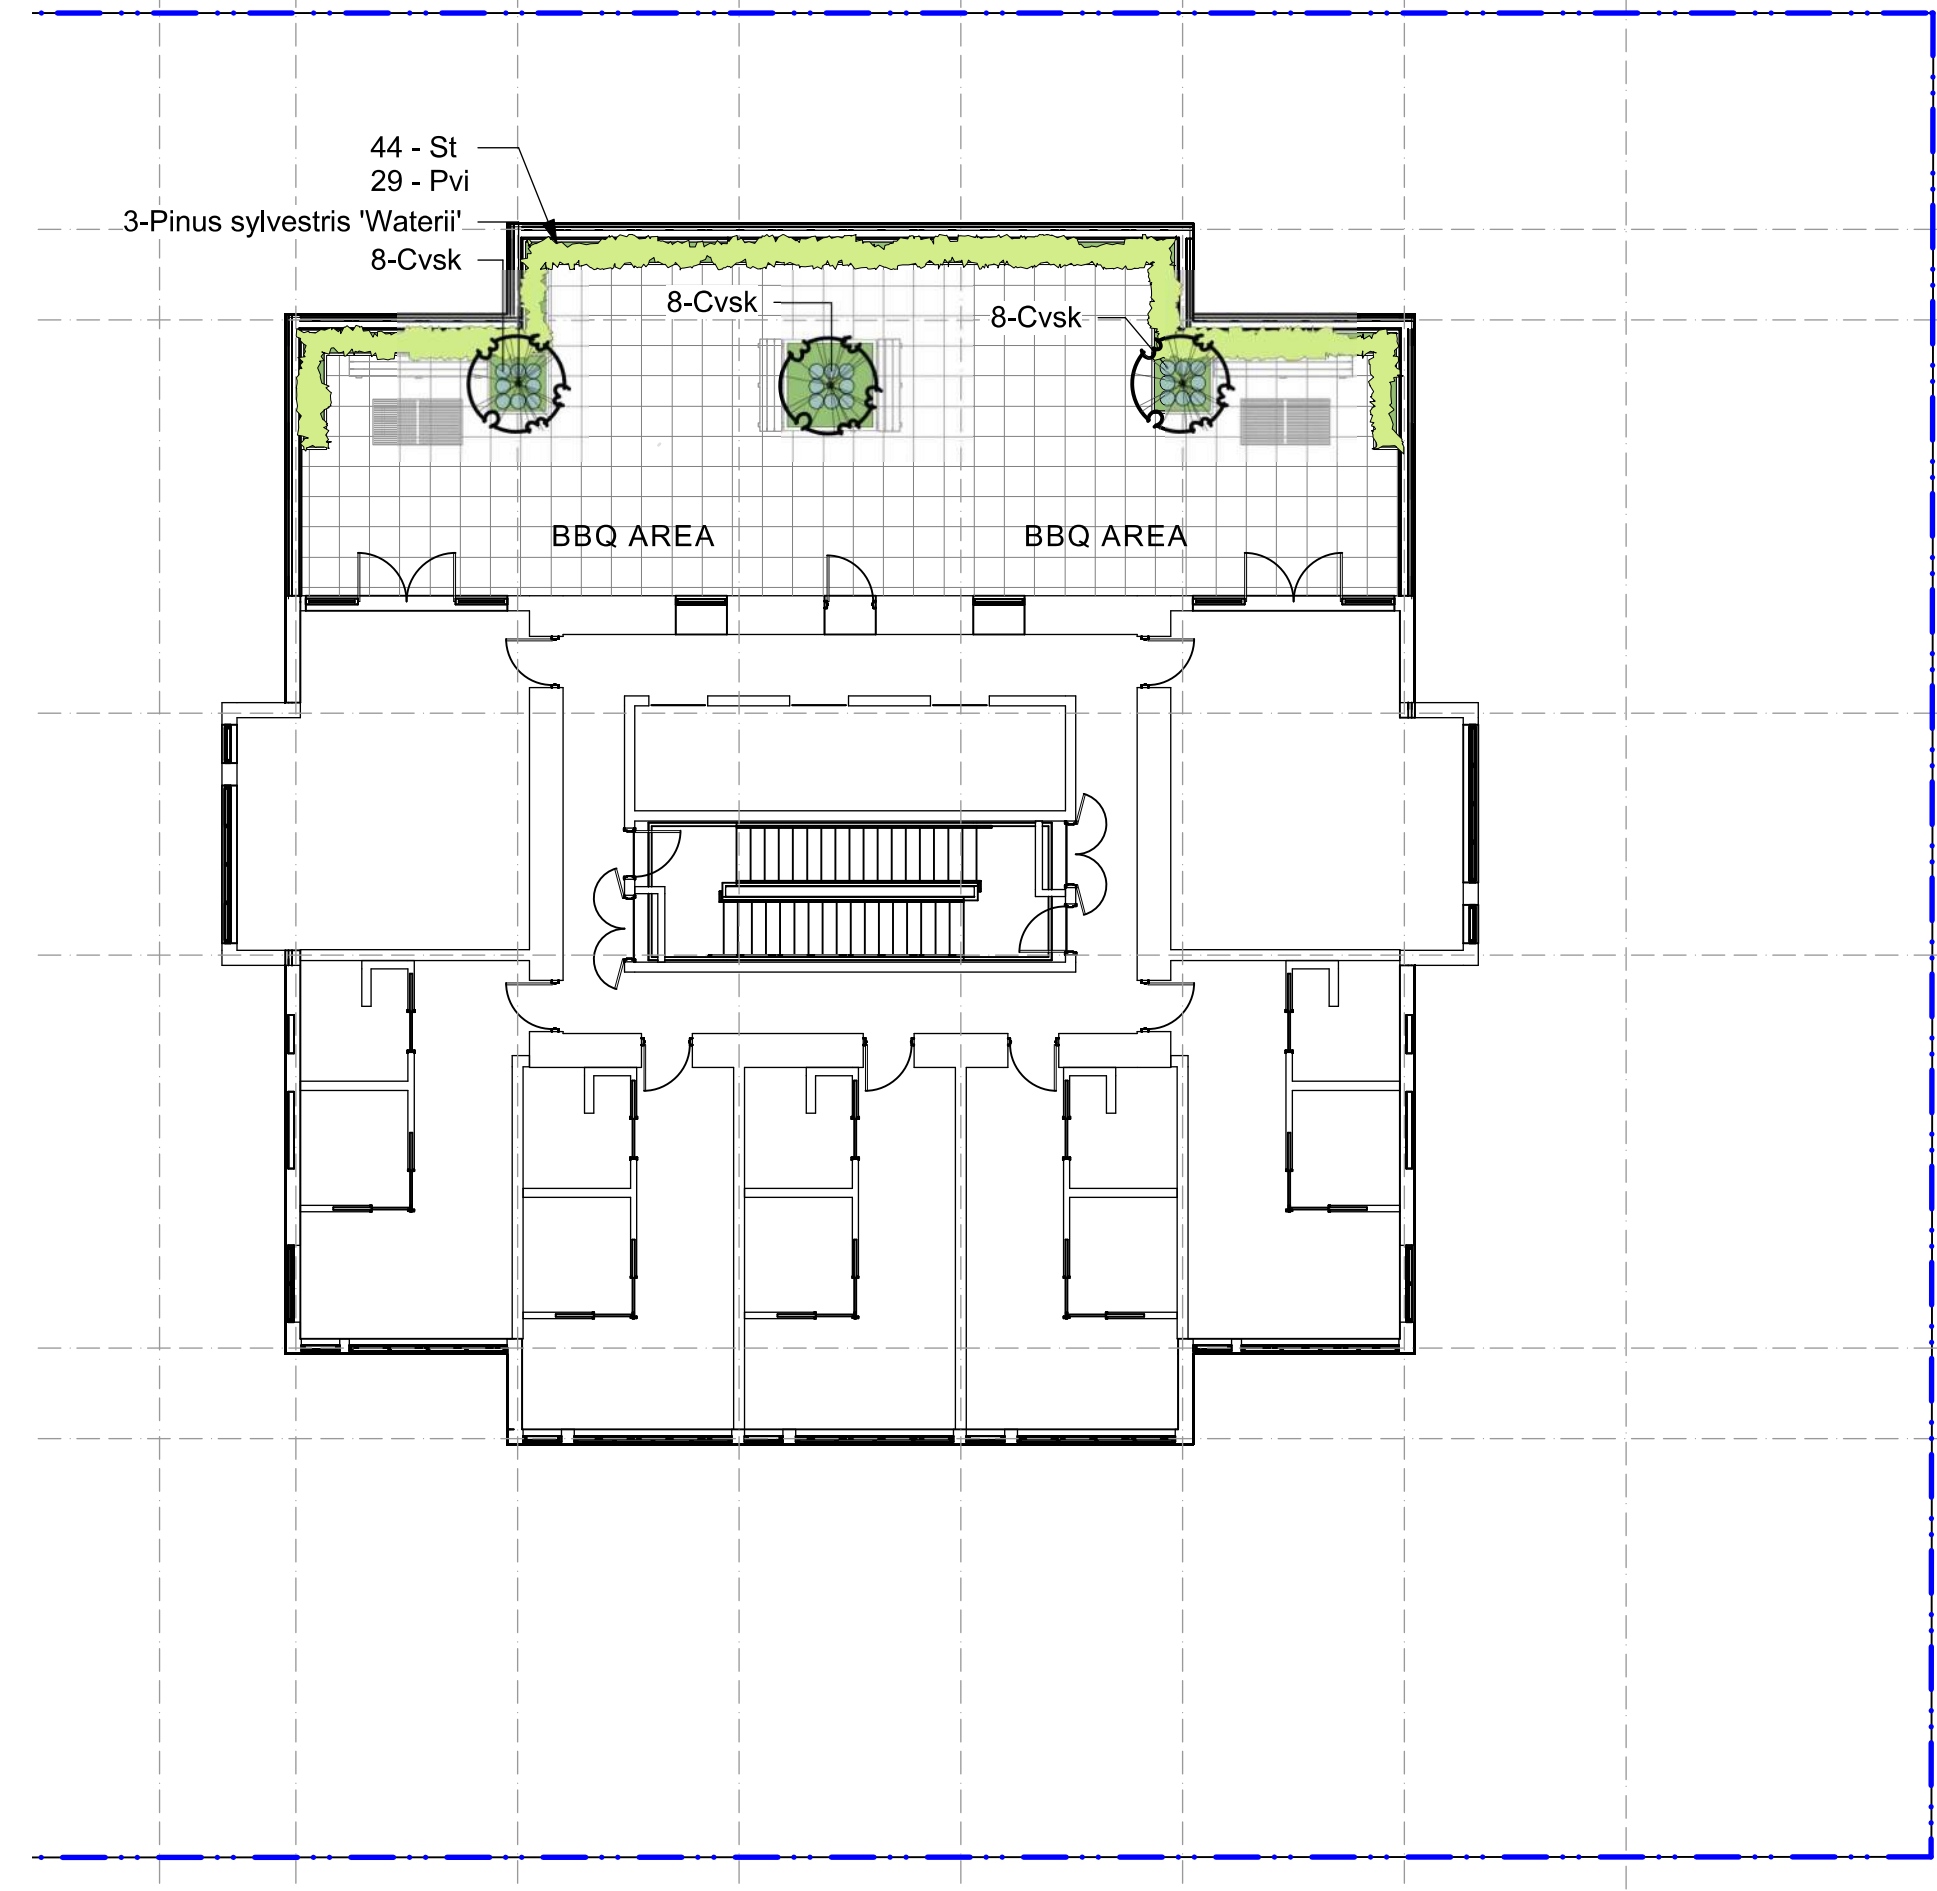 44 - St
29 - Pvi
3-Pinus sylvestris 'Waterii'
8-Cvsk
8-Cvsk
8-Cvsk
BBQ AREA
BBQ AREA